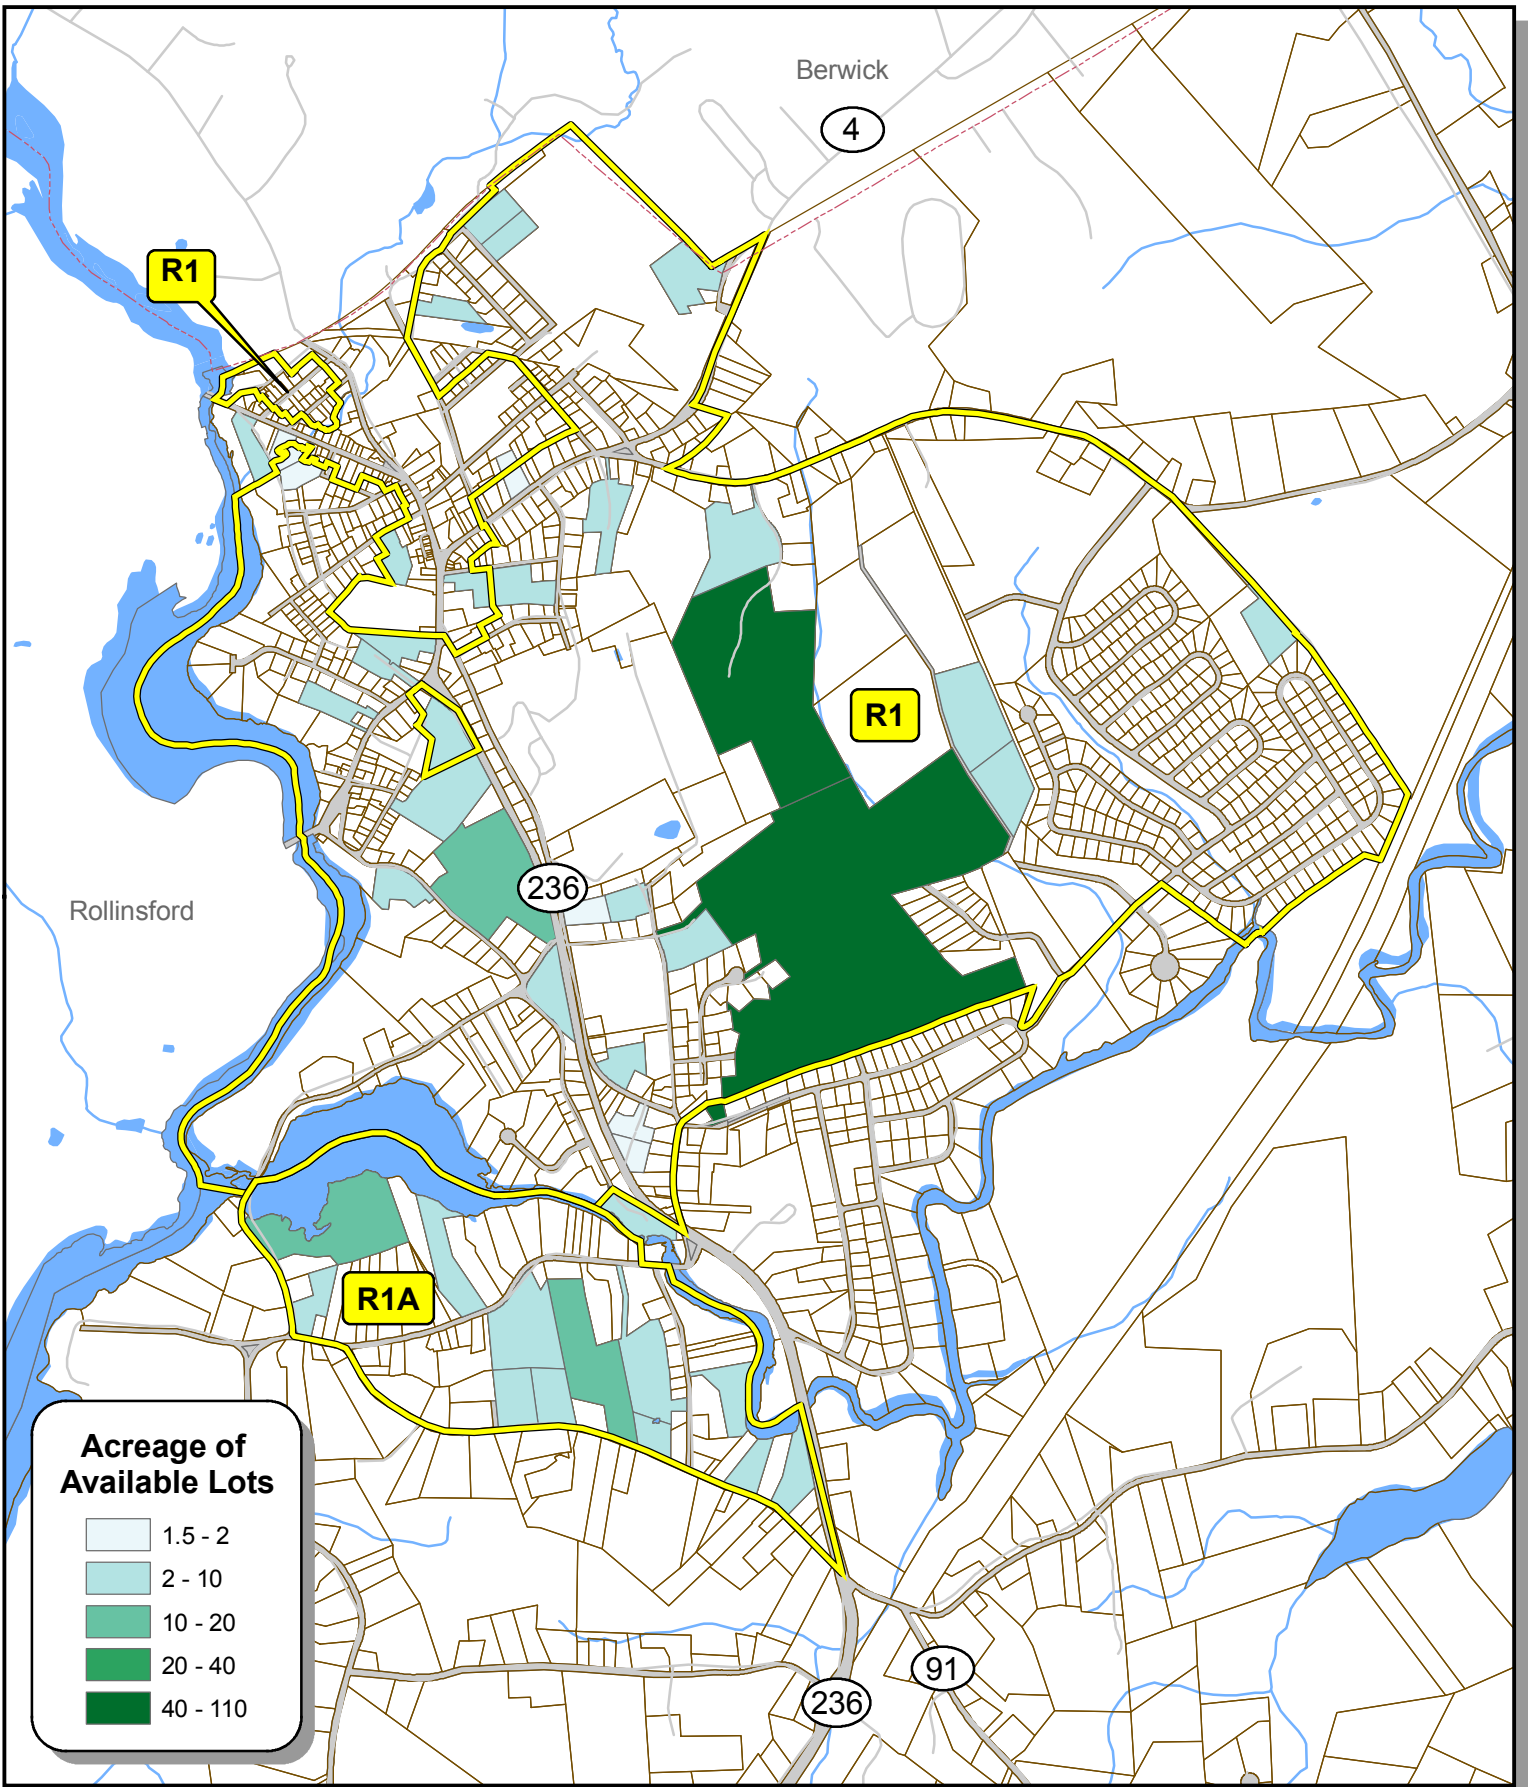 Berwick
4
R1
R1
236
Rollinsford
R1A
Acreage of
Available Lots
1.5 - 2
2 - 10
10 - 20
20 - 40
40 - 110
91
236